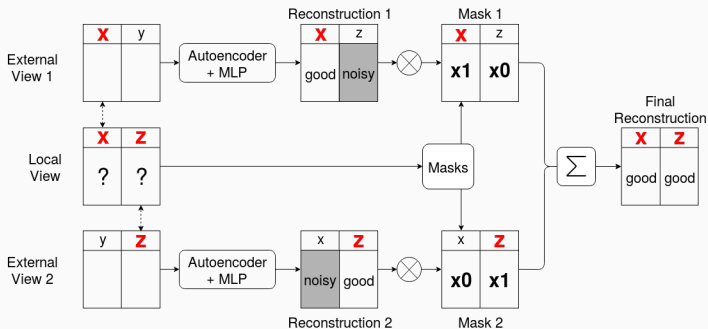 Reconstruction 1
Mask 1
External
View 1
X y
Autoencoder
+ MLP
X z
good noisy
X z
x1 x0
Local
View
X Z
? ?
Masks
Σ
Final
Reconstruction
X Z
good good
External
View 2
y Z
Autoencoder
+ MLP
x Z
noisy good
x Z
x0 x1
Reconstruction 2
Mask 2